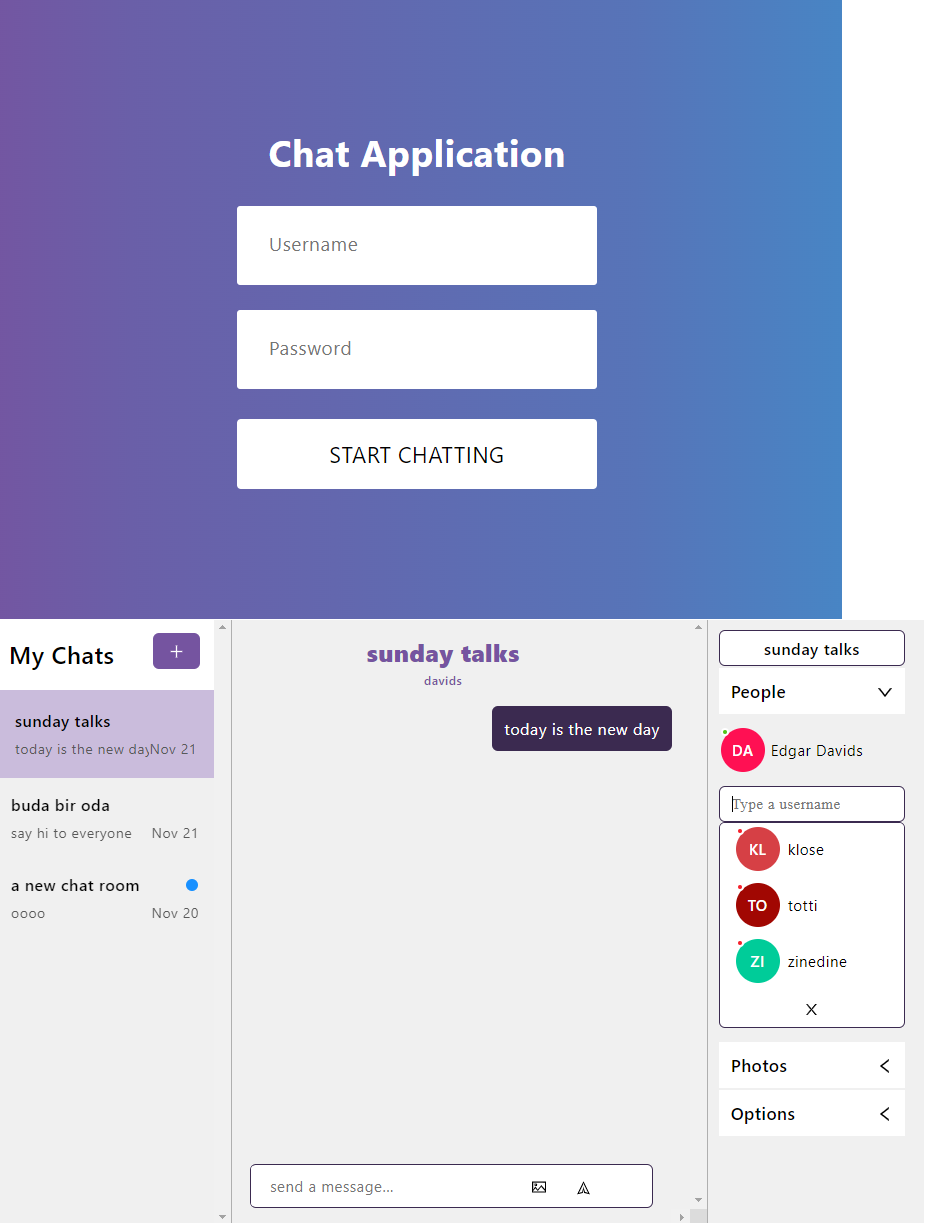 Chat Application
Username
Password
START CHATTING
My Chats
+
sunday talks
today is the new day Nov 21
buda bir oda
say hi to everyone Nov 21
a new chat room
oooo Nov 20
sunday talks
davids
today is the new day
send a message...
sunday talks
People
DA Edgar Davids
Type a username
KL klose
TO totti
ZI zinedine
X
Photos
Options